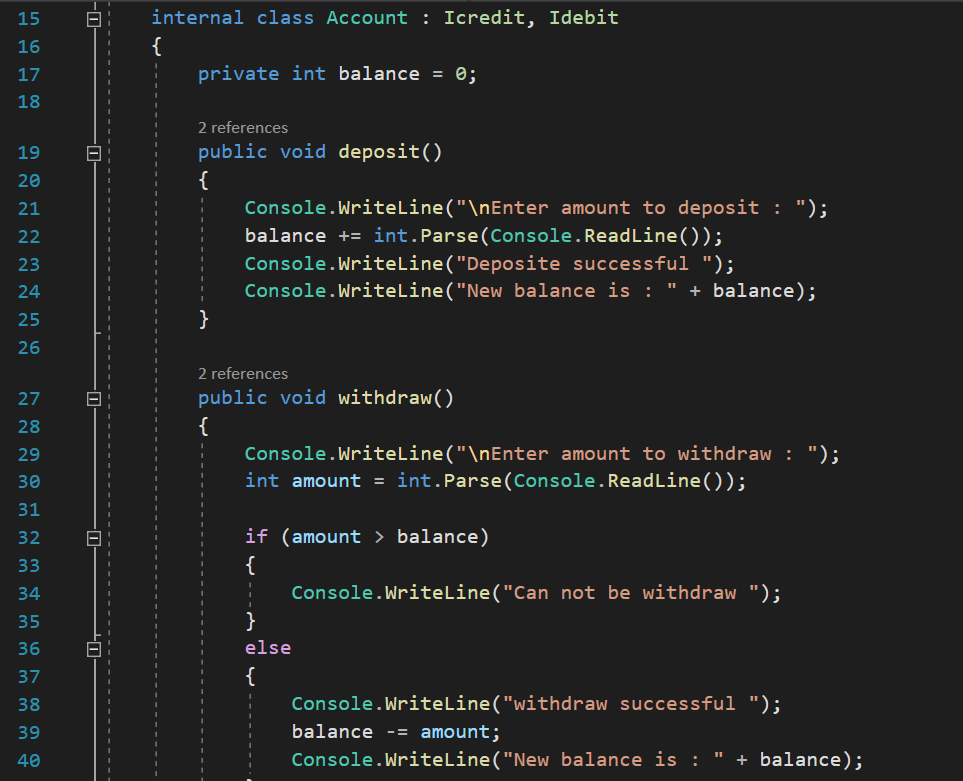 15 internal class Account : Icredit, Idebit
16 {
17 private int balance = 0;
18
2 references
19 public void deposit()
20 {
21 Console.WriteLine("\nEnter amount to deposit : ");
22 balance += int.Parse(Console.ReadLine());
23 Console.WriteLine("Deposite successful ");
24 Console.WriteLine("New balance is : " + balance);
25 }
26
2 references
27 public void withdraw()
28 {
29 Console.WriteLine("\nEnter amount to withdraw : ");
30 int amount = int.Parse(Console.ReadLine());
31
32 if (amount > balance)
33 {
34 Console.WriteLine("Can not be withdraw ");
35 }
36 else
37 {
38 Console.WriteLine("withdraw successful ");
39 balance -= amount;
40 Console.WriteLine("New balance is : " + balance);